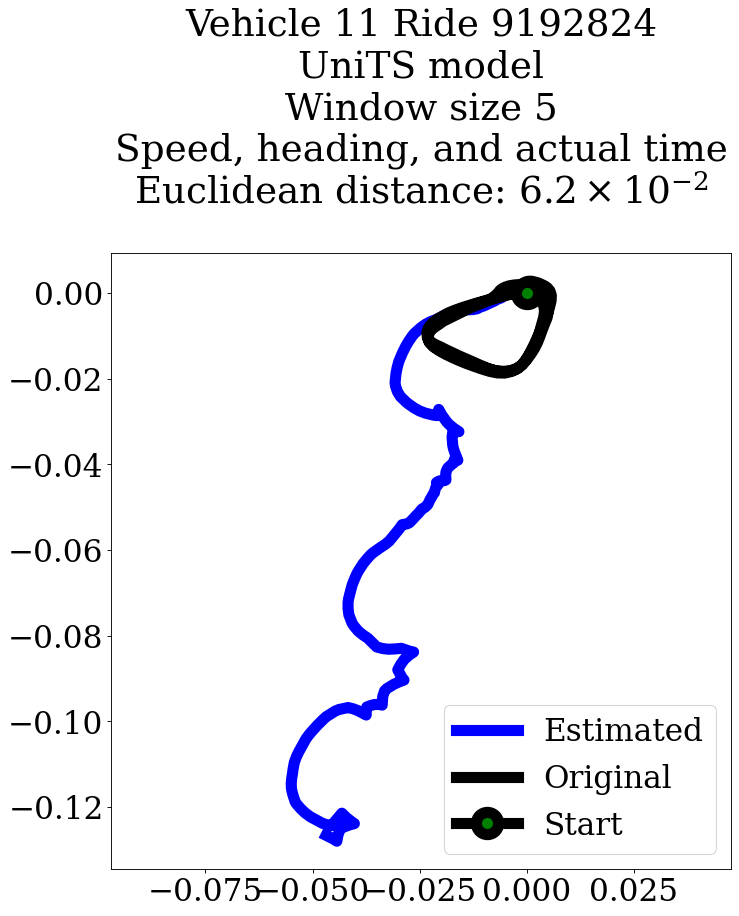 Vehicle 11 Ride 9192824
UniTS model
Window size 5
Speed, heading, and actual time
Euclidean distance: 6.2 × 10⁻²
0.00
−0.02
−0.04
−0.06
−0.08
−0.10
−0.12
Estimated
Original
Start
−0.075 −0.050 −0.025 0.000 0.025